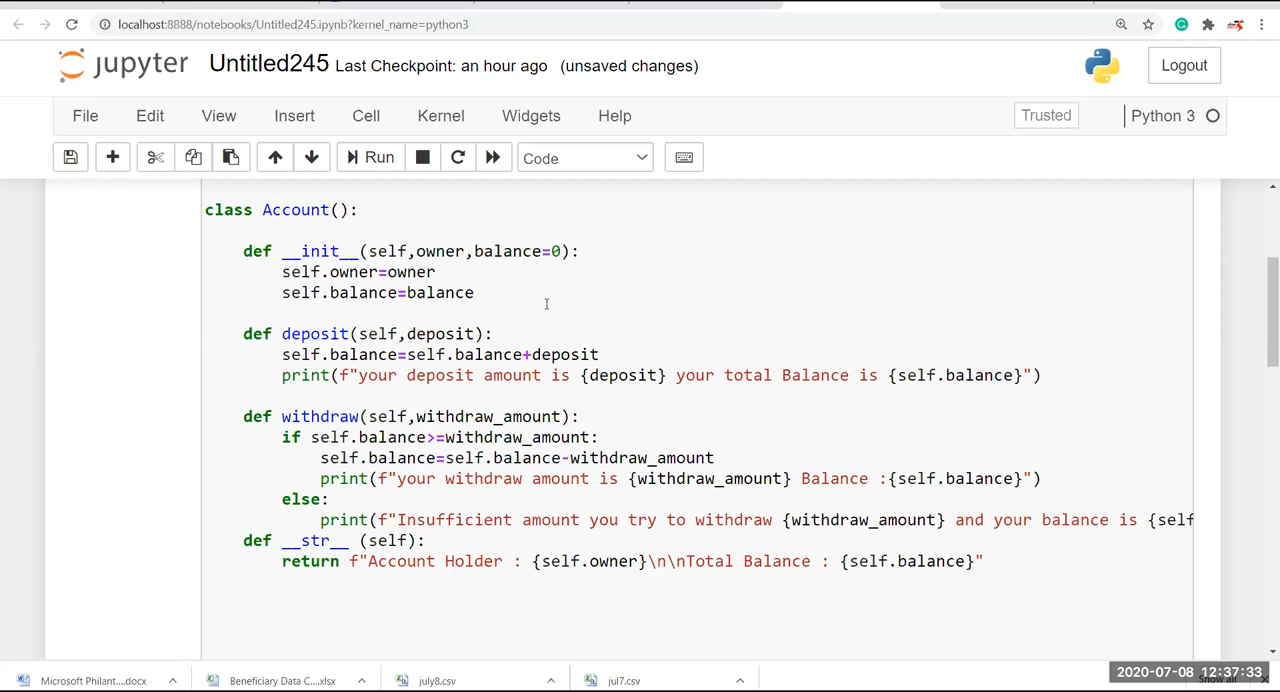 localhost:8888/notebooks/Untitled245.ipynb?kernel_name=python3
jupyter Untitled245 Last Checkpoint: an hour ago (unsaved changes)
Logout
File Edit View Insert Cell Kernel Widgets Help Trusted Python 3
Run Code
class Account():
def __init__(self,owner,balance=0):
self.owner=owner
self.balance=balance
def deposit(self,deposit):
self.balance=self.balance+deposit
print(f"your deposit amount is {deposit} your total Balance is {self.balance}")
def withdraw(self,withdraw_amount):
if self.balance>=withdraw_amount:
self.balance=self.balance-withdraw_amount
print(f"your withdraw amount is {withdraw_amount} Balance :{self.balance}")
else:
print(f"Insufficient amount you try to withdraw {withdraw_amount} and your balance is {self
def __str__ (self):
return f"Account Holder : {self.owner}\n\nTotal Balance : {self.balance}"
Microsoft Philant....docx Beneficiary Data C....xlsx july8.csv jul7.csv Show all
2020-07-08 12:37:33